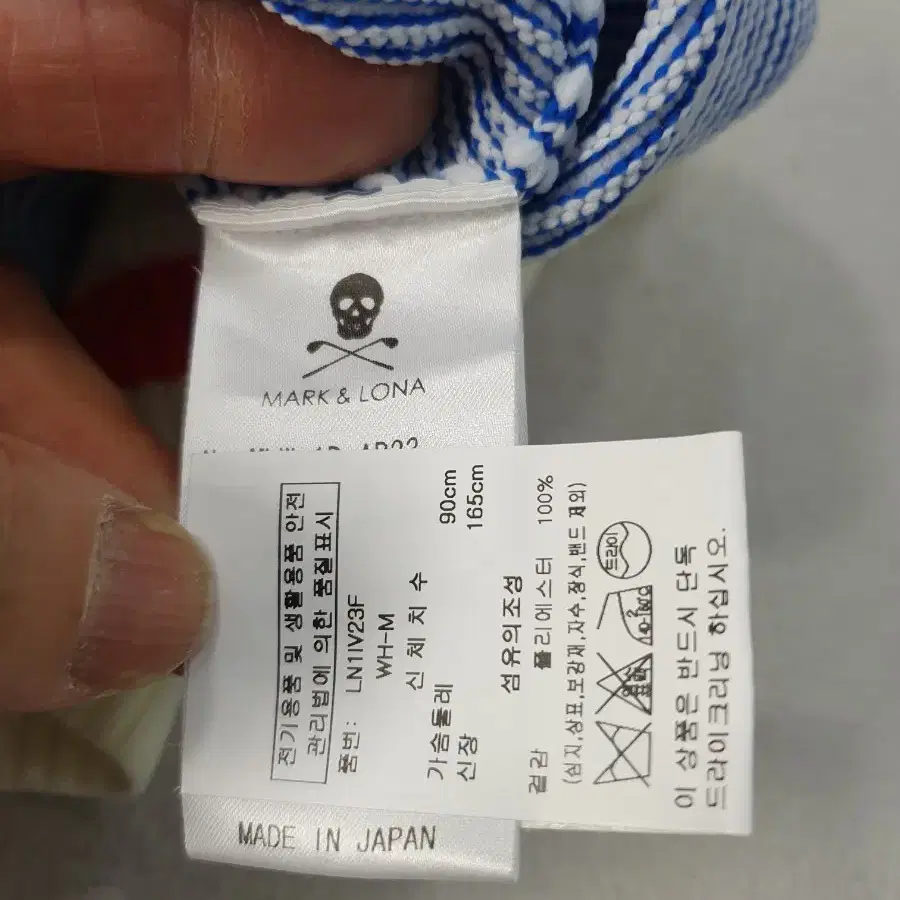 MARK & LONA
전기용품 및 생활용품 안전
관리법에 의한 품질표시
품번: LN1IV23F
WH-M
신 체 치 수
가슴둘레 90cm
신장 165cm
섬유의조성
겉감 폴리에스터 100%
(심지,상표,보강재,자수,장식,밴드 제외)
드라이
이 상품은 반드시 단독
드라이크리닝 하십시오.
MADE IN JAPAN